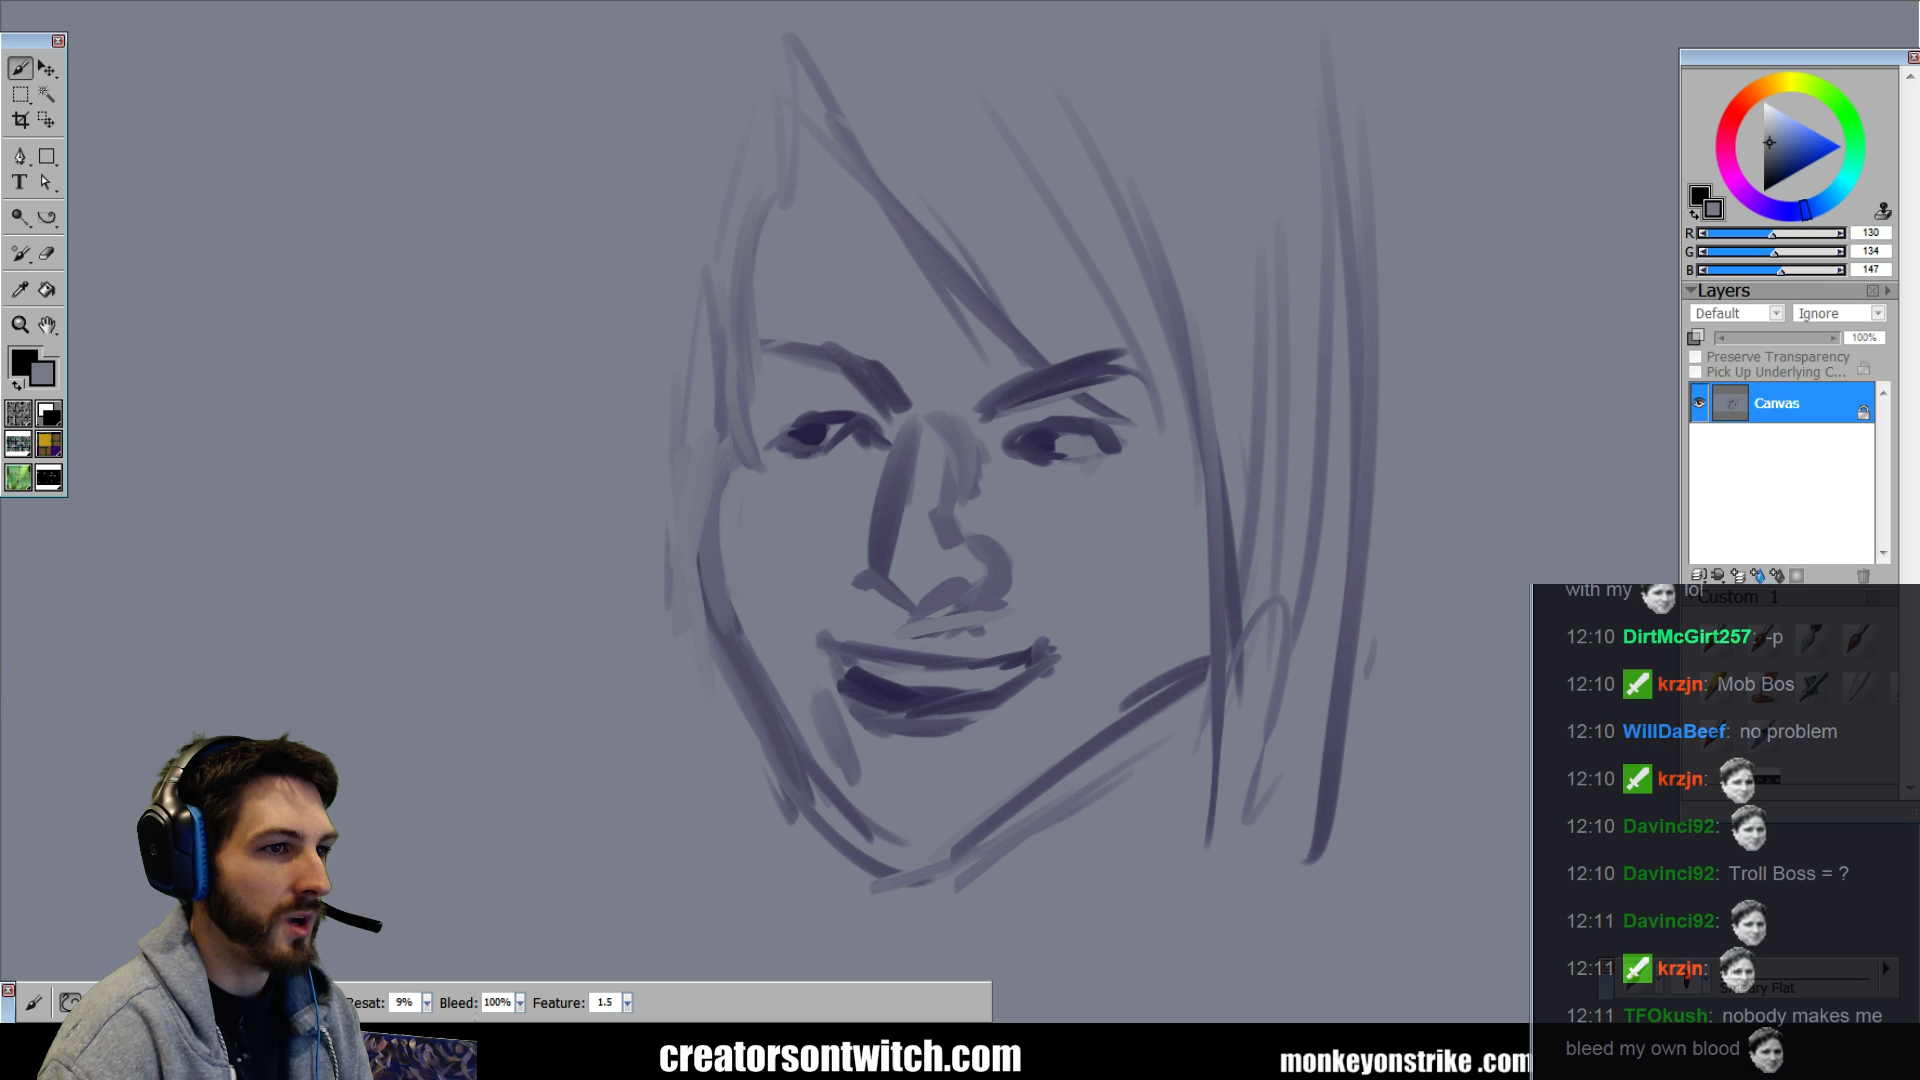 T
R 130
G 134
B 147
Layers
Default Ignore
100%
Preserve Transparency
Pick Up Underlying C...
Canvas
Custom 1
with my lol
12:10 DirtMcGirt257: -p
12:10 krzjn: Mob Bos
12:10 WillDaBeef: no problem
12:10 krzjn:
12:10 Davinci92:
12:10 Davinci92: Troll Boss = ?
12:11 Davinci92:
12:11 krzjn:
Flat
12:11 TFOkush: nobody makes me
bleed my own blood
Resat: 9% Bleed: 100% Feature: 1.5
creatorsontwitch.com
monkeyonstrike .com